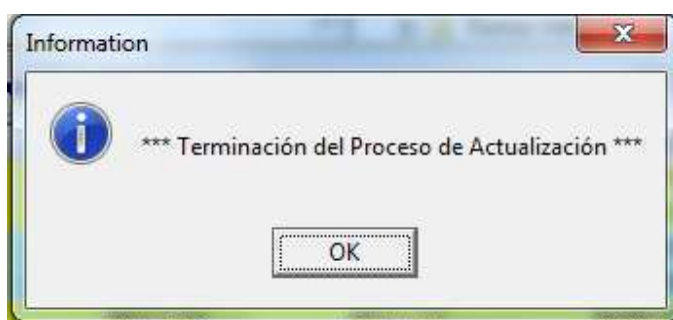 Information
*** Terminación del Proceso de Actualización ***
OK